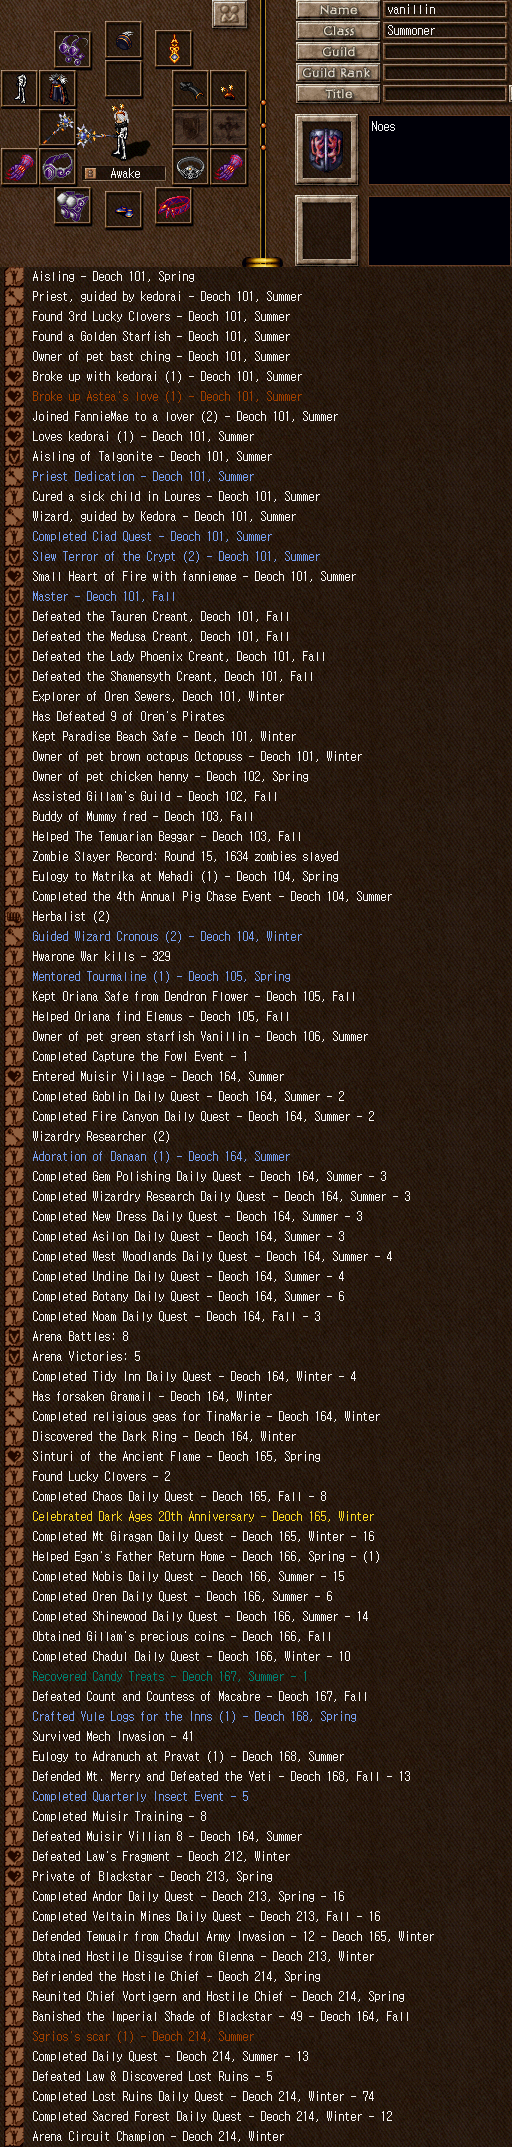 Name
vanillin
Class
Summoner
Guild
Guild Rank
Title
Noes
Awake
Aisling - Deoch 101, Spring
Priest, guided by kedorai - Deoch 101, Summer
Found 3rd Lucky Clovers - Deoch 101, Summer
Found a Golden Starfish - Deoch 101, Summer
Owner of pet bast ching - Deoch 101, Summer
Broke up with kedorai (1) - Deoch 101, Summer
Broke up Astea's love (1) - Deoch 101, Summer
Joined FannieMae to a lover (2) - Deoch 101, Summer
Loves kedorai (1) - Deoch 101, Summer
Aisling of Talgonite - Deoch 101, Summer
Priest Dedication - Deoch 101, Summer
Cured a sick child in Loures - Deoch 101, Summer
Wizard, guided by Kedora - Deoch 101, Summer
Completed Ciad Quest - Deoch 101, Summer
Slew Terror of the Crypt (2) - Deoch 101, Summer
Small Heart of Fire with fanniemae - Deoch 101, Summer
Master - Deoch 101, Fall
Defeated the Tauren Creant, Deoch 101, Fall
Defeated the Medusa Creant, Deoch 101, Fall
Defeated the Lady Phoenix Creant, Deoch 101, Fall
Defeated the Shamensyth Creant, Deoch 101, Fall
Explorer of Oren Sewers, Deoch 101, Winter
Has Defeated 9 of Oren's Pirates
Kept Paradise Beach Safe - Deoch 101, Winter
Owner of pet brown octopus Octopuss - Deoch 101, Winter
Owner of pet chicken henny - Deoch 102, Spring
Assisted Gillam's Guild - Deoch 102, Fall
Buddy of Mummy fred - Deoch 103, Fall
Helped The Temuarian Beggar - Deoch 103, Fall
Zombie Slayer Record: Round 15, 1634 zombies slayed
Eulogy to Matrika at Mehadi (1) - Deoch 104, Spring
Completed the 4th Annual Pig Chase Event - Deoch 104, Summer
Herbalist (2)
Guided Wizard Cronous (2) - Deoch 104, Winter
Hwarone War kills - 329
Mentored Tourmaline (1) - Deoch 105, Spring
Kept Oriana Safe from Dendron Flower - Deoch 105, Fall
Helped Oriana find Elemus - Deoch 105, Fall
Owner of pet green starfish Vanillin - Deoch 106, Summer
Completed Capture the Fowl Event - 1
Entered Muisir Village - Deoch 164, Summer
Completed Goblin Daily Quest - Deoch 164, Summer - 2
Completed Fire Canyon Daily Quest - Deoch 164, Summer - 2
Wizardry Researcher (2)
Adoration of Danaan (1) - Deoch 164, Summer
Completed Gem Polishing Daily Quest - Deoch 164, Summer - 3
Completed Wizardry Research Daily Quest - Deoch 164, Summer - 3
Completed New Dress Daily Quest - Deoch 164, Summer - 3
Completed Asilon Daily Quest - Deoch 164, Summer - 3
Completed West Woodlands Daily Quest - Deoch 164, Summer - 4
Completed Undine Daily Quest - Deoch 164, Summer - 4
Completed Botany Daily Quest - Deoch 164, Summer - 6
Completed Noam Daily Quest - Deoch 164, Fall - 3
Arena Battles: 8
Arena Victories: 5
Completed Tidy Inn Daily Quest - Deoch 164, Winter - 4
Has forsaken Gramail - Deoch 164, Winter
Completed religious geas for TinaMarie - Deoch 164, Winter
Discovered the Dark Ring - Deoch 164, Winter
Sinturi of the Ancient Flame - Deoch 165, Spring
Found Lucky Clovers - 2
Completed Chaos Daily Quest - Deoch 165, Fall - 8
Celebrated Dark Ages 20th Anniversary - Deoch 165, Winter
Completed Mt Giragan Daily Quest - Deoch 165, Winter - 16
Helped Egan's Father Return Home - Deoch 166, Spring - (1)
Completed Nobis Daily Quest - Deoch 166, Summer - 15
Completed Oren Daily Quest - Deoch 166, Summer - 6
Completed Shinewood Daily Quest - Deoch 166, Summer - 14
Obtained Gillam's precious coins - Deoch 166, Fall
Completed Chadul Daily Quest - Deoch 166, Winter - 10
Recovered Candy Treats - Deoch 167, Summer - 1
Defeated Count and Countess of Macabre - Deoch 167, Fall
Crafted Yule Logs for the Inns (1) - Deoch 168, Spring
Survived Mech Invasion - 41
Eulogy to Adranuch at Pravat (1) - Deoch 168, Summer
Defended Mt. Merry and Defeated the Yeti - Deoch 168, Fall - 13
Completed Quarterly Insect Event - 5
Completed Muisir Training - 8
Defeated Muisir Villian 8 - Deoch 164, Summer
Defeated Law's Fragment - Deoch 212, Winter
Private of Blackstar - Deoch 213, Spring
Completed Andor Daily Quest - Deoch 213, Spring - 16
Completed Veltain Mines Daily Quest - Deoch 213, Fall - 16
Defended Temuair from Chadul Army Invasion - 12 - Deoch 165, Winter
Obtained Hostile Disguise from Glenna - Deoch 213, Winter
Befriended the Hostile Chief - Deoch 214, Spring
Reunited Chief Vortigern and Hostile Chief - Deoch 214, Spring
Banished the Imperial Shade of Blackstar - 49 - Deoch 164, Fall
Sgrios's scar (1) - Deoch 214, Summer
Completed Daily Quest - Deoch 214, Summer - 13
Defeated Law & Discovered Lost Ruins - 5
Completed Lost Ruins Daily Quest - Deoch 214, Winter - 74
Completed Sacred Forest Daily Quest - Deoch 214, Winter - 12
Arena Circuit Champion - Deoch 214, Winter